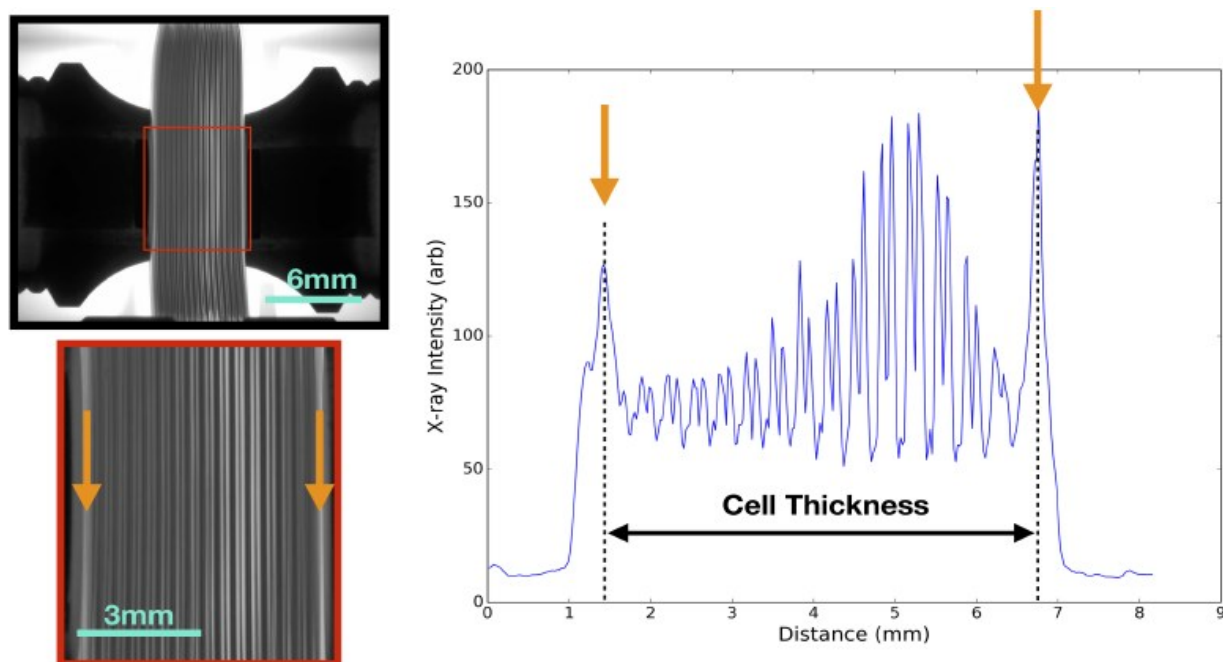 6mm
3mm
200
150
100
50
0
X-ray Intensity (arb)
Cell Thickness
0 1 2 3 4 5 6 7 8 9
Distance (mm)